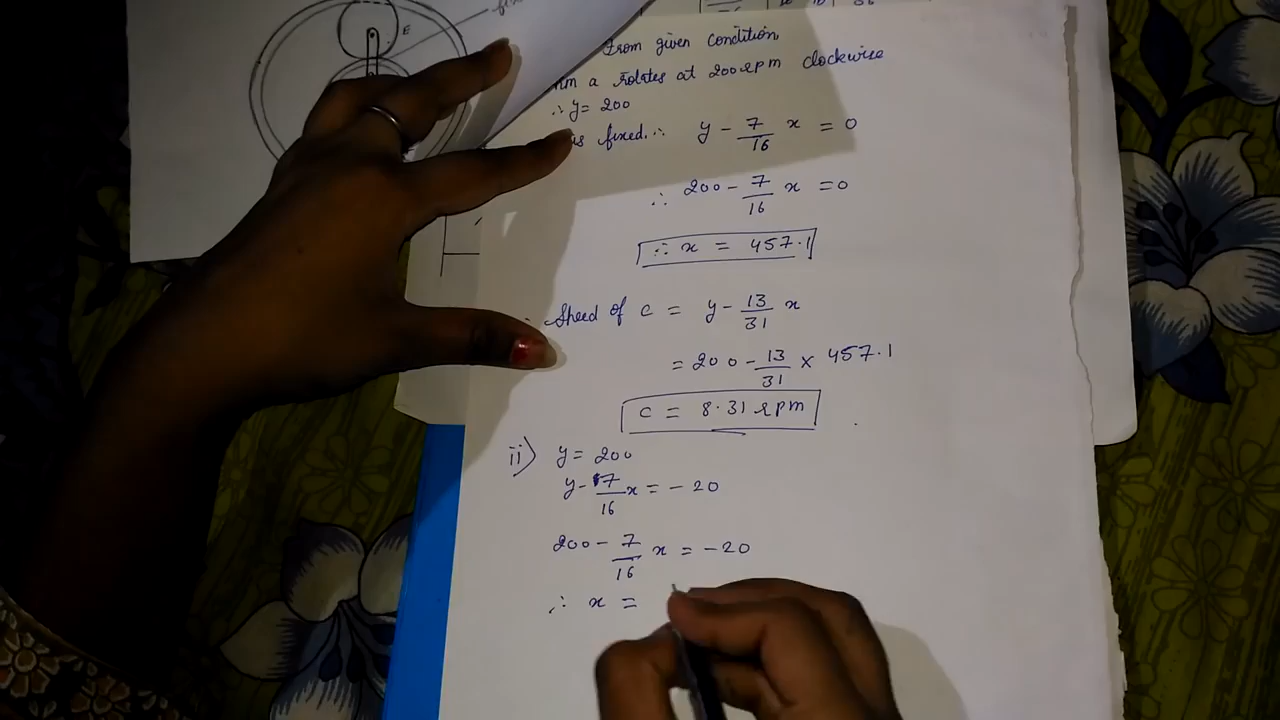 E
From given condition
m a rotates at 200 rpm clockwise
∴ y = 200
is fixed. ∴ y - 7/16 x = 0
∴ 200 - 7/16 x = 0
∴ x = 457.1
Speed of c = y - 13/31 x
= 200 - 13/31 × 457.1
c = 8.31 rpm
ii) y = 200
y - 7/16 x = -20
200 - 7/16 x = -20
∴ x =